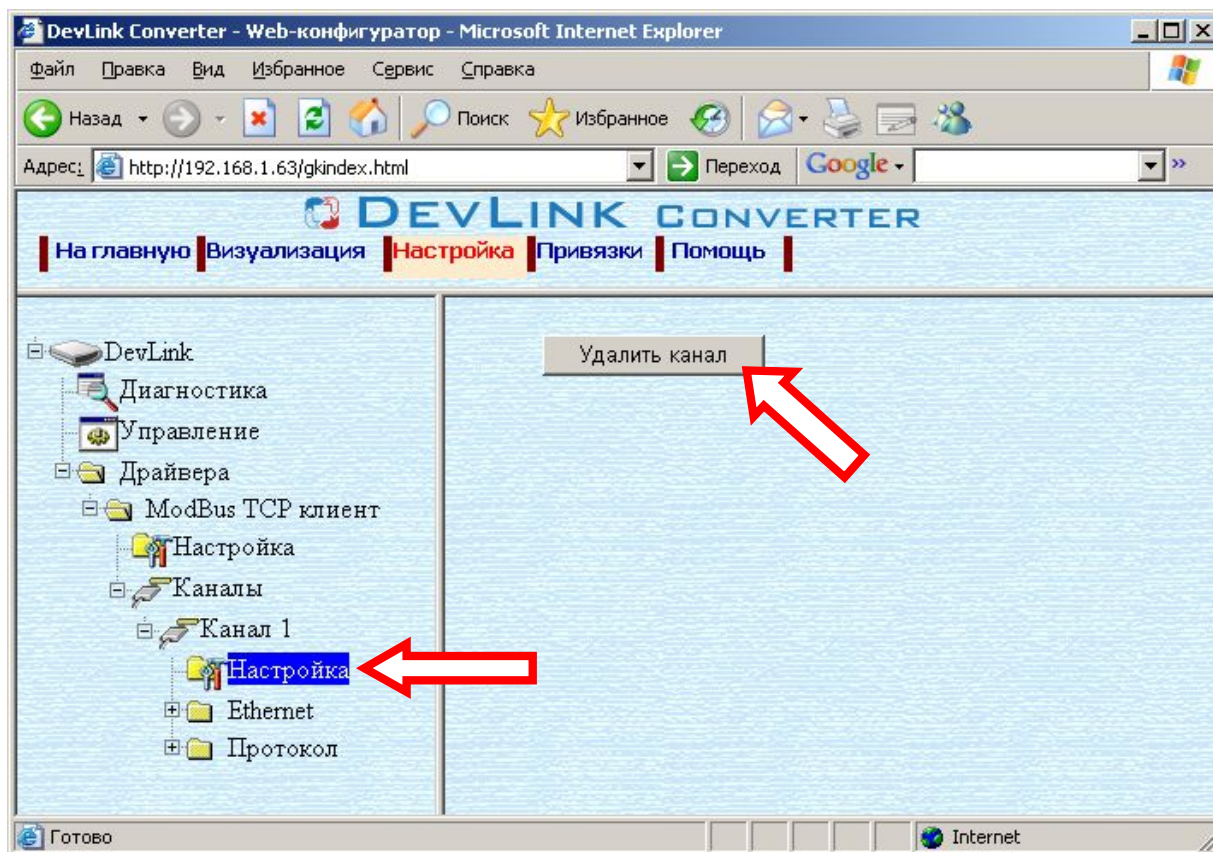 DevLink Converter - Web-конфигуратор - Microsoft Internet Explorer
Файл Правка Вид Избранное Сервис Справка
Назад Поиск Избранное
Адрес: http://192.168.1.63/gkindex.html Переход Google »
DEVLINK CONVERTER
На главную Визуализация Настройка Привязки Помощь
DevLink
Удалить канал
Диагностика
Управление
Драйвера
ModBus TCP клиент
Настройка
Каналы
Канал 1
Настройка
Ethernet
Протокол
Готово Internet